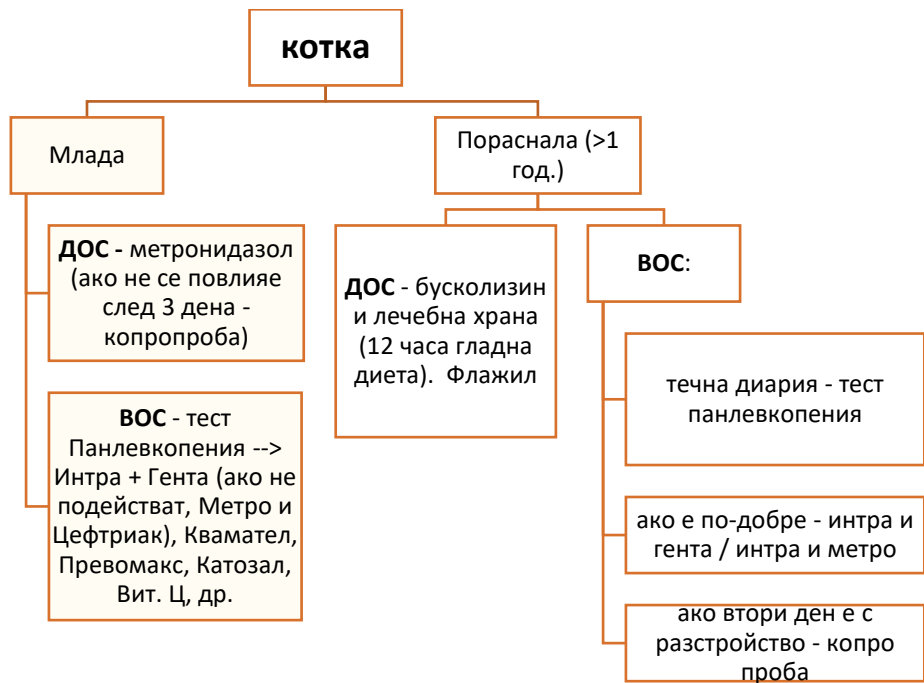 котка
Млада
Пораснала (>1
год.)
ДОС - метронидазол
(ако не се повлияе
след 3 дена -
копропроба)
ВОС - тест
Панлевкопения -->
Интра + Гента (ако не
подействат, Метро и
Цефтриак), Квамател,
Превомакс, Катозал,
Вит. Ц, др.
ДОС - бусколизин
и лечебна храна
(12 часа гладна
диета). Флажил
ВОС:
течна диария - тест
панлевкопения
ако е по-добре - интра и
гента / интра и метро
ако втори ден е с
разстройство - копро
проба